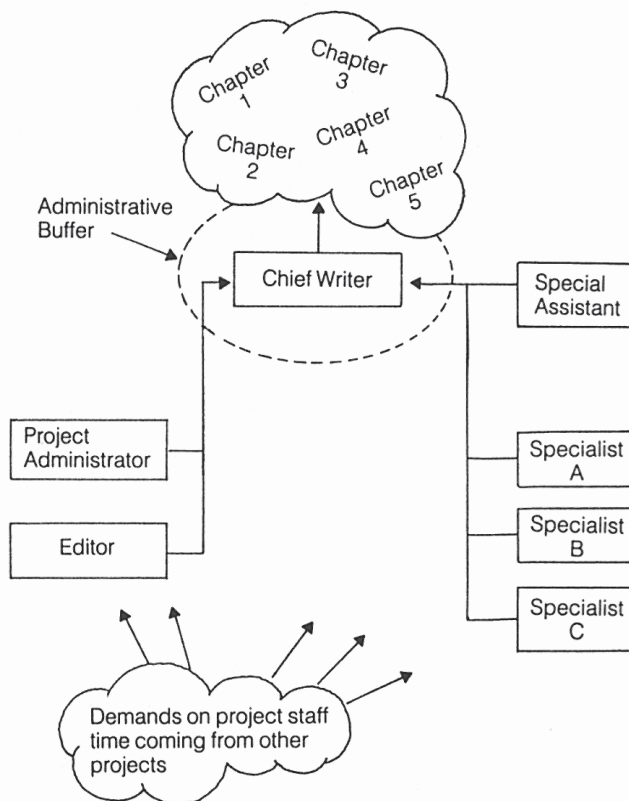 Chapter
1
Chapter
3
Chapter
2
Chapter
4
Chapter
5
Administrative
Buffer
Chief Writer
Special
Assistant
Project
Administrator
Editor
Specialist
A
Specialist
B
Specialist
C
Demands on project staff
time coming from other
projects